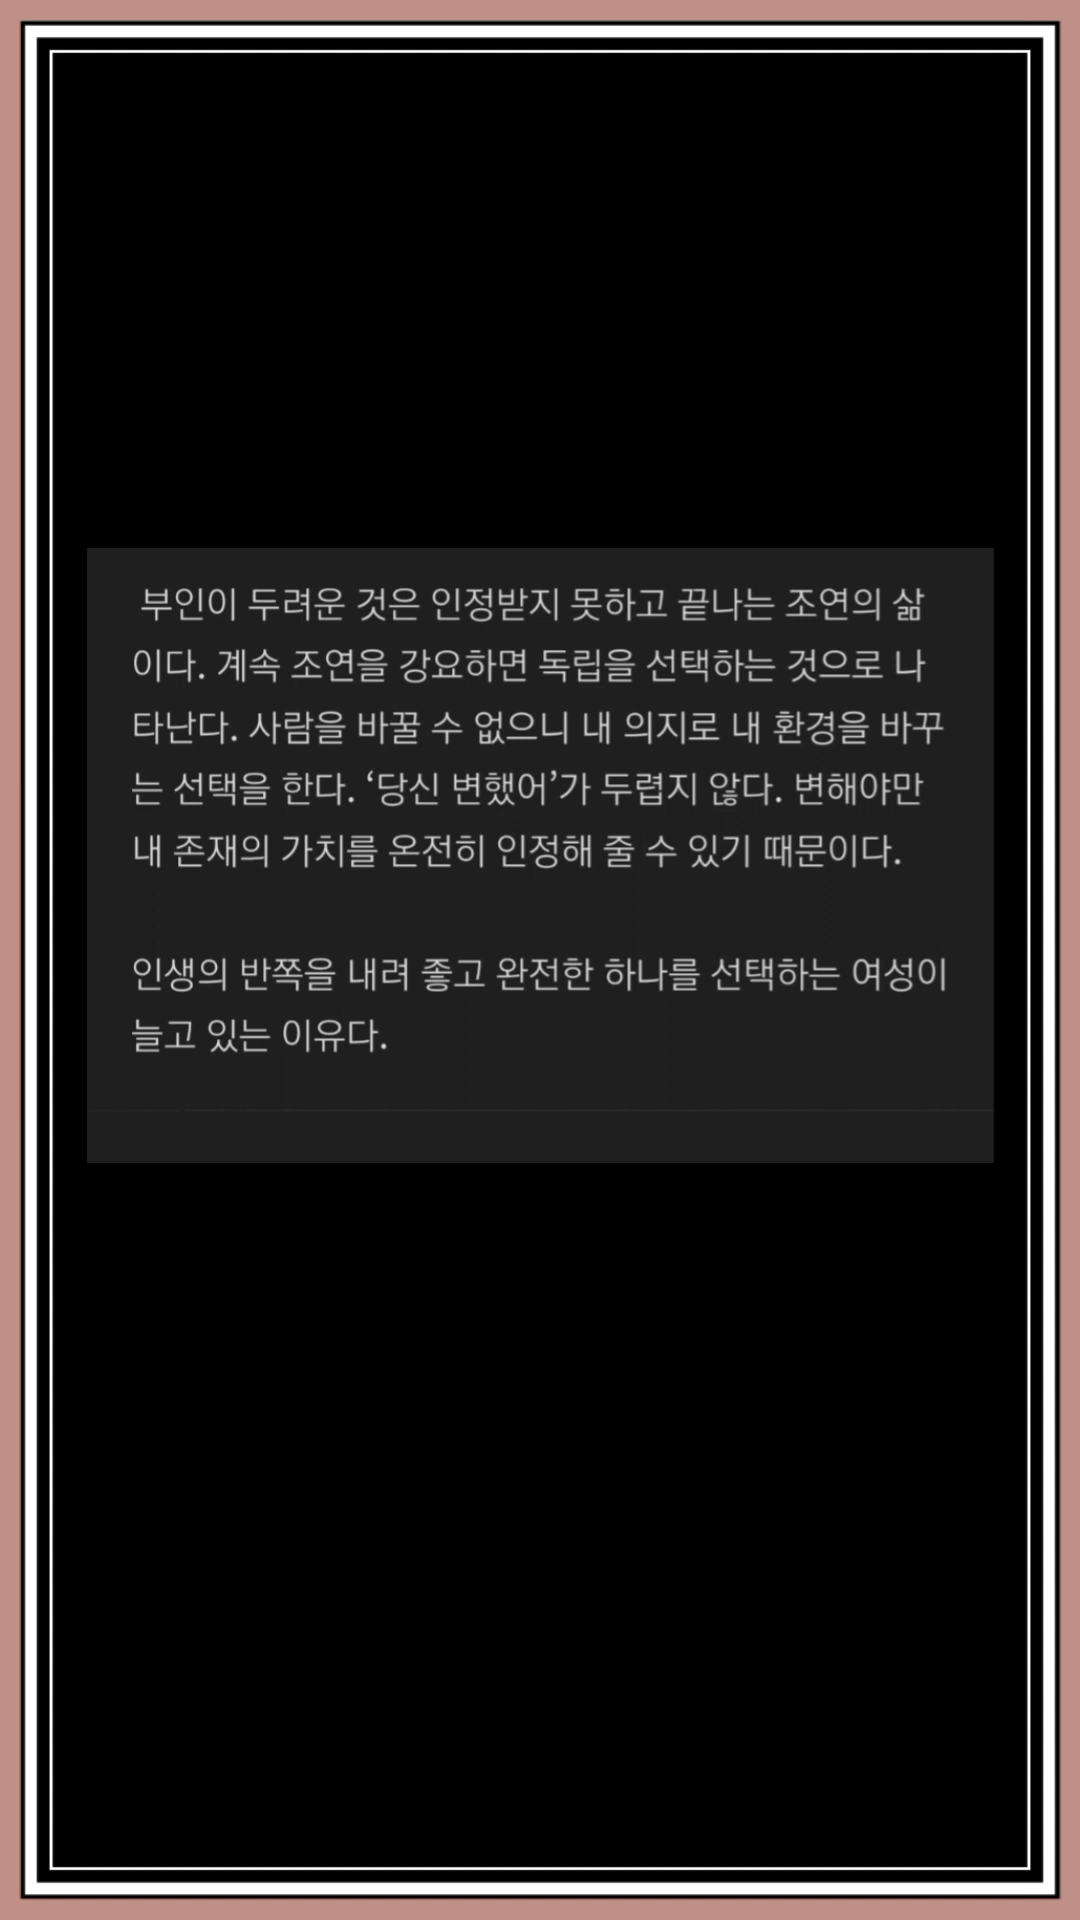 부인이 두려운 것은 인정받지 못하고 끝나는 조연의 삶
이다. 계속 조연을 강요하면 독립을 선택하는 것으로 나
타난다. 사람을 바꿀 수 없으니 내 의지로 내 환경을 바꾸
는 선택을 한다. ‘당신 변했어’가 두렵지 않다. 변해야만
내 존재의 가치를 온전히 인정해 줄 수 있기 때문이다.
인생의 반쪽을 내려 좋고 완전한 하나를 선택하는 여성이
늘고 있는 이유다.